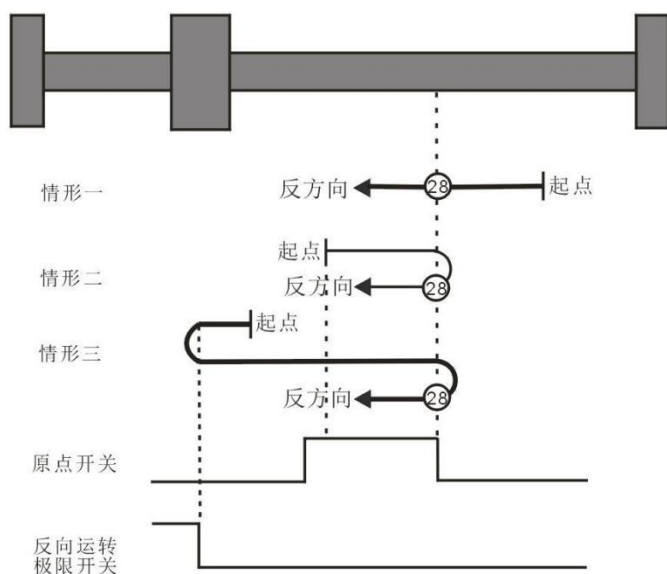 情形一
反方向
28
起点
起点
情形二
反方向
28
起点
情形三
反方向
28
原点开关
反向运转
极限开关